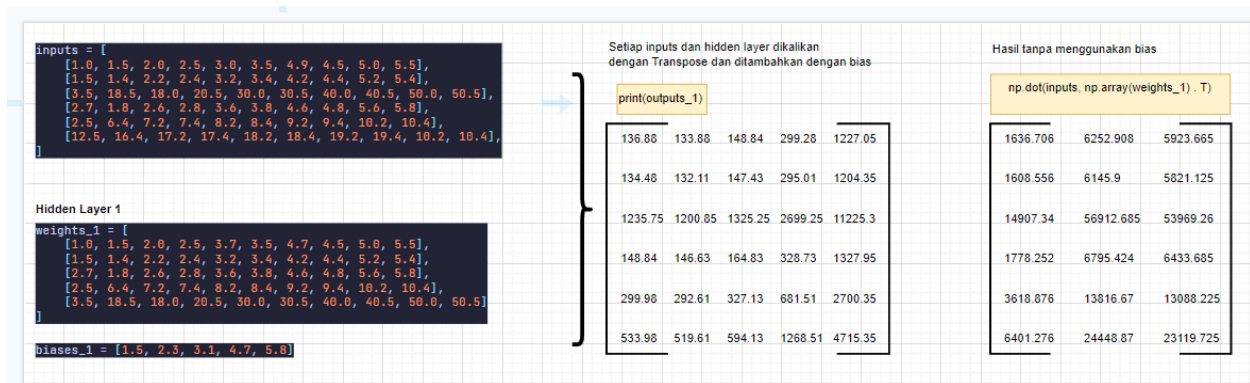 inputs = [
[1.0, 1.5, 2.0, 2.5, 3.0, 3.5, 4.9, 4.5, 5.0, 5.5],
[1.5, 1.4, 2.2, 2.4, 3.2, 3.4, 4.2, 4.4, 5.2, 5.4],
[3.5, 18.5, 18.0, 20.5, 30.0, 30.5, 40.0, 40.5, 50.0, 50.5],
[2.7, 1.8, 2.6, 2.8, 3.6, 3.8, 4.6, 4.8, 5.6, 5.8],
[2.5, 6.4, 7.2, 7.4, 8.2, 8.4, 9.2, 9.4, 10.2, 10.4],
[12.5, 16.4, 17.2, 17.4, 18.2, 18.4, 19.2, 19.4, 10.2, 10.4],
]
Hidden Layer 1
weights_1 = [
[1.0, 1.5, 2.0, 2.5, 3.7, 3.5, 4.7, 4.5, 5.0, 5.5],
[1.5, 1.4, 2.2, 2.4, 3.2, 3.4, 4.2, 4.4, 5.2, 5.4],
[2.7, 1.8, 2.6, 2.8, 3.6, 3.8, 4.6, 4.8, 5.6, 5.8],
[2.5, 6.4, 7.2, 7.4, 8.2, 8.4, 9.2, 9.4, 10.2, 10.4],
[3.5, 18.5, 18.0, 20.5, 30.0, 30.5, 40.0, 40.5, 50.0, 50.5]
]
biases_1 = [1.5, 2.3, 3.1, 4.7, 5.8]
Setiap inputs dan hidden layer dikalikan
dengan Transpose dan ditambahkan dengan bias
print(outputs_1)
136.88 133.88 148.84 299.28 1227.05
134.48 132.11 147.43 295.01 1204.35
1235.75 1200.85 1325.25 2699.25 11225.3
148.84 146.63 164.83 328.73 1327.95
299.98 292.61 327.13 681.51 2700.35
533.98 519.61 594.13 1268.51 4715.35
Hasil tanpa menggunakan bias
np.dot(inputs, np.array(weights_1) . T)
1636.706 6252.908 5923.665
1608.556 6145.9 5821.125
14907.34 56912.685 53969.26
1778.252 6795.424 6433.685
3618.876 13816.67 13088.225
6401.276 24448.87 23119.725